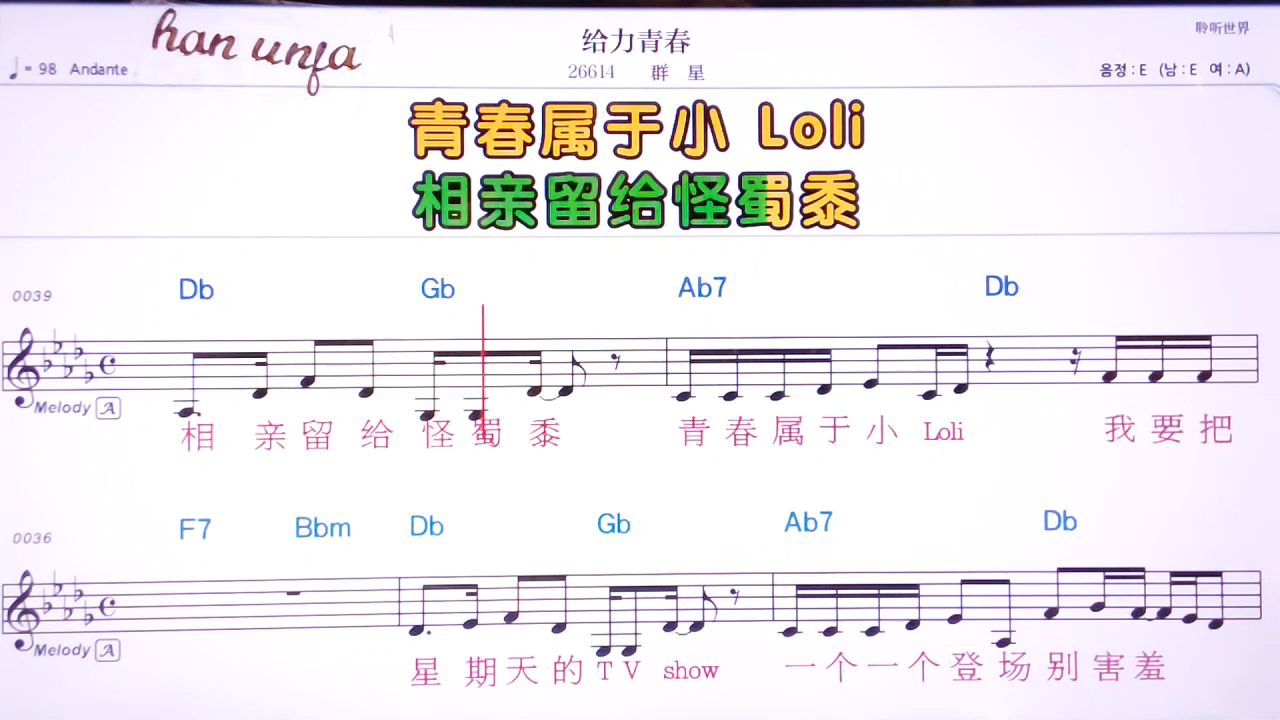 han unfa
给力青春
聆听世界
♩= 98 Andante
26614 群 星
음정 : E (남 : E 여 : A)
青春属于小 Loli
相亲留给怪蜀黍
Db Gb Ab7 Db
0039
Melody A
相 亲 留 给 怪 蜀 黍 青 春 属 于 小 Loli 我 要 把
F7 Bbm Db Gb Ab7 Db
0036
Melody A
星 期 天 的 T V show 一 个 一 个 登 场 别 害 羞